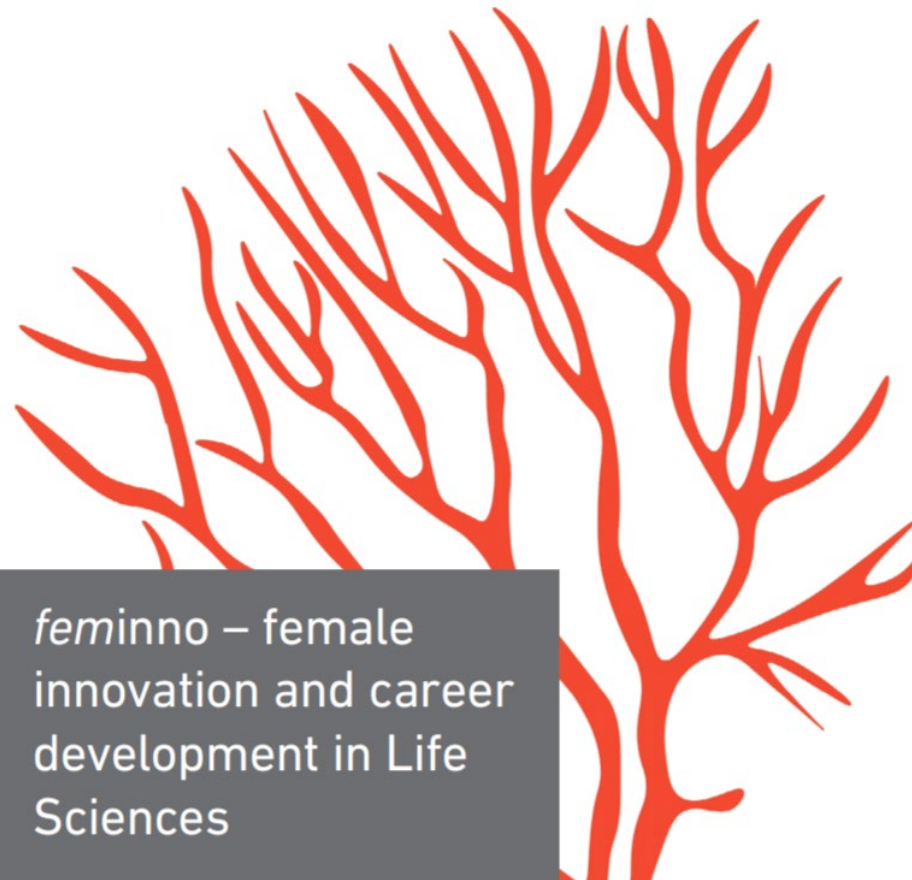 feminno – female
innovation and career
development in Life
Sciences